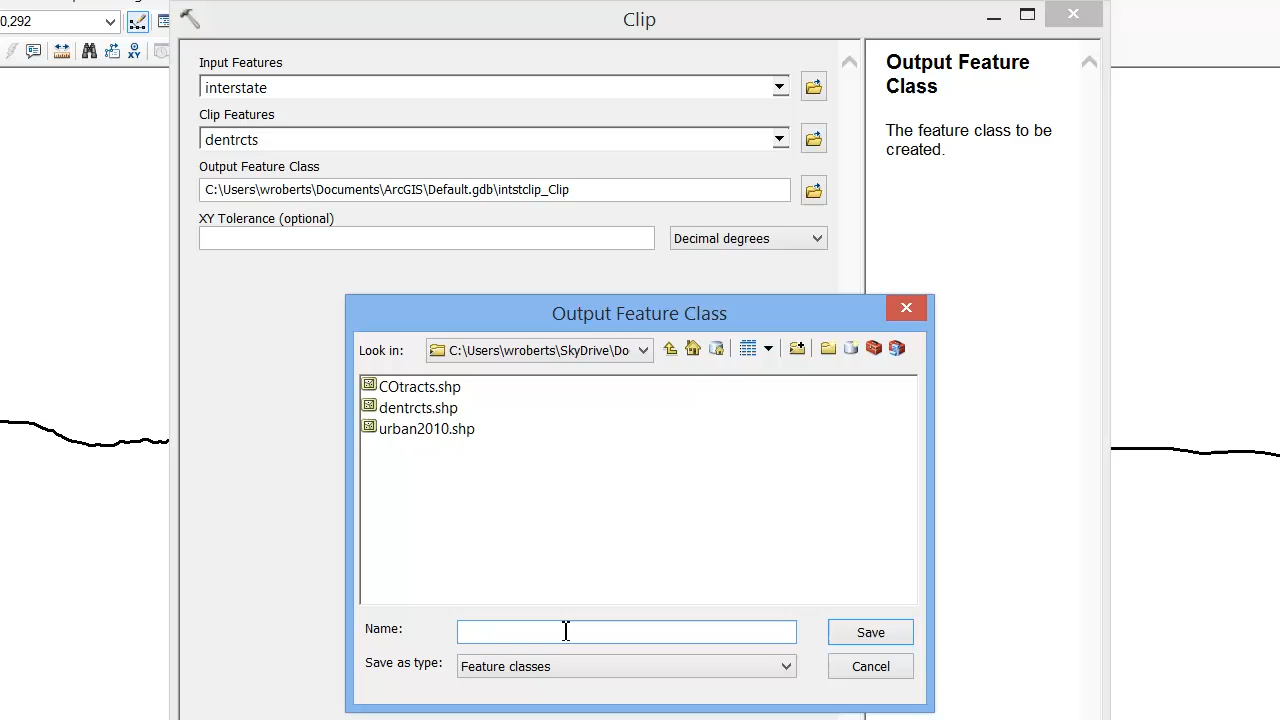 0,292
Clip
Input Features
interstate
Clip Features
dentrcts
Output Feature Class
C:\Users\wroberts\Documents\ArcGIS\Default.gdb\intstclip_Clip
XY Tolerance (optional)
Decimal degrees
Output Feature
Class
The feature class to be
created.
Output Feature Class
Look in:
C:\Users\wroberts\SkyDrive\Do
COtracts.shp
dentrcts.shp
urban2010.shp
Name:
Save
Save as type:
Feature classes
Cancel